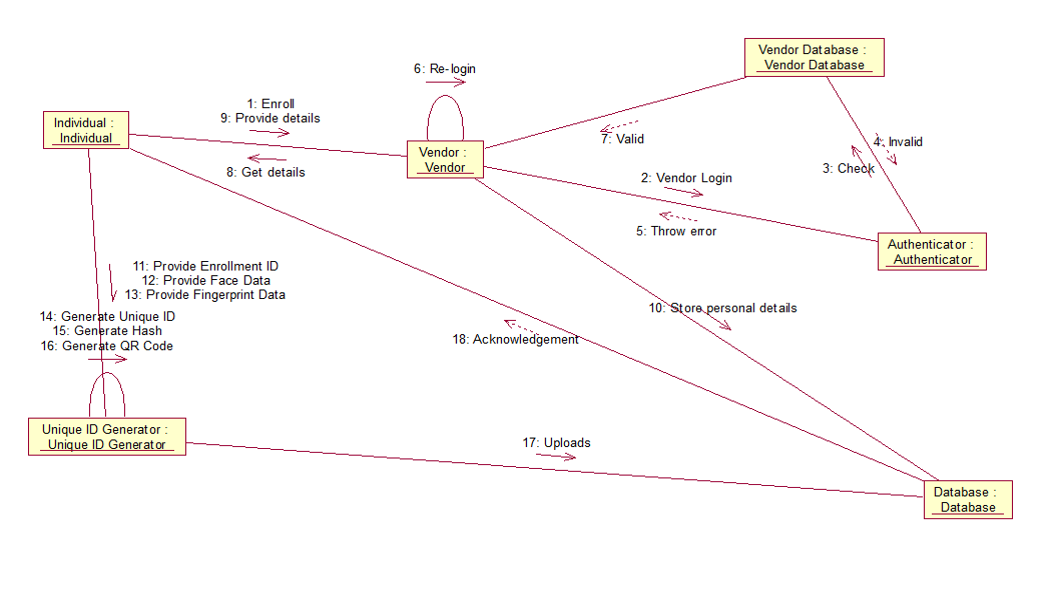 Vendor Database :
Vendor Database
6: Re-login
1: Enroll
9: Provide details
Individual :
Individual
7: Valid
4: Invalid
Vendor :
Vendor
8: Get details
3: Check
2: Vendor Login
5: Throw error
Authenticator :
Authenticator
11: Provide Enrollment ID
12: Provide Face Data
13: Provide Fingerprint Data
10: Store personal details
14: Generate Unique ID
15: Generate Hash
16: Generate QR Code
18: Acknowledgement
Unique ID Generator :
Unique ID Generator
17: Uploads
Database :
Database